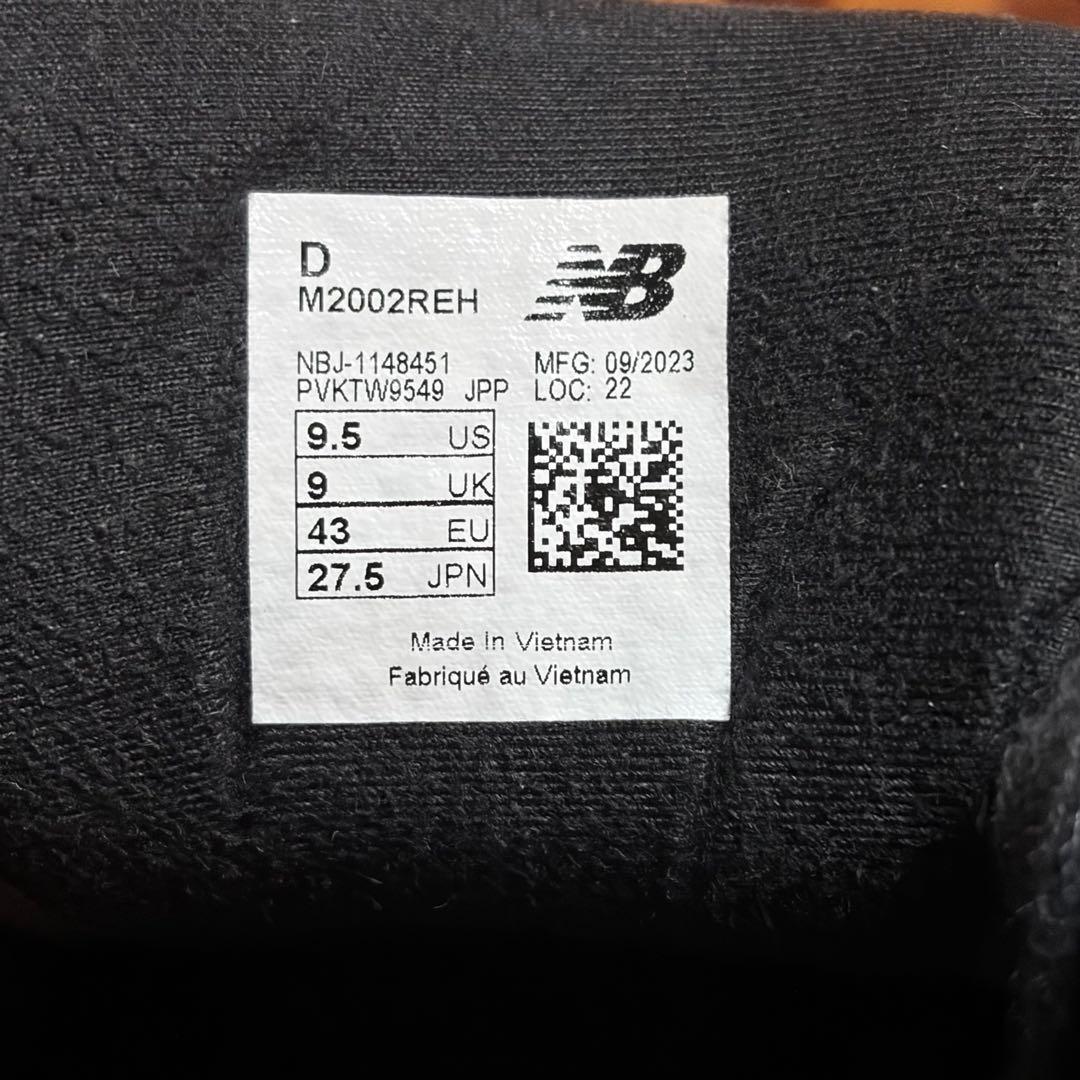 D
NB
M2002REH
NBJ-1148451 MFG: 09/2023
PVKTW9549 JPP LOC: 22
9.5 US
9 UK
43 EU
27.5 JPN
Made in Vietnam
Fabriqué au Vietnam